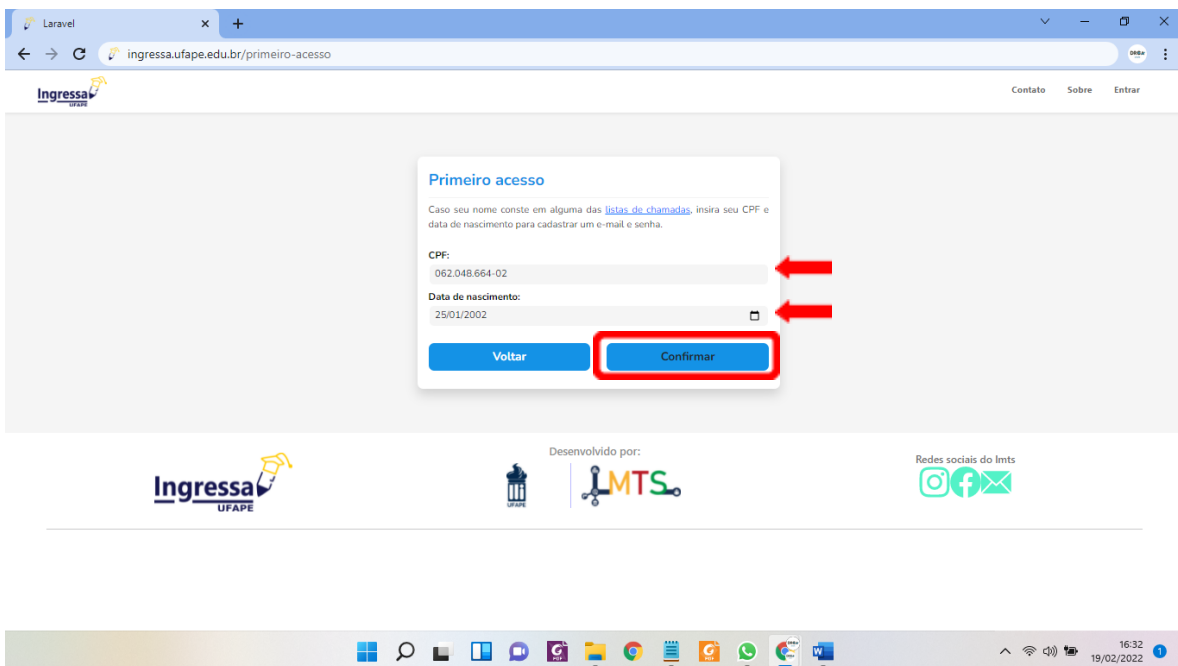 Laravel
ingressa.ufape.edu.br/primeiro-acesso
Ingressa
UFAPE
Contato Sobre Entrar
Primeiro acesso
Caso seu nome conste em alguma das listas de chamadas, insira seu CPF e
data de nascimento para cadastrar um e-mail e senha.
CPF:
062.048.664-02
Data de nascimento:
25/01/2002
Voltar Confirmar
Desenvolvido por:
Redes sociais do lmts
Ingressa
UFAPE
UFAPE
LMTS
16:32
19/02/2022
1